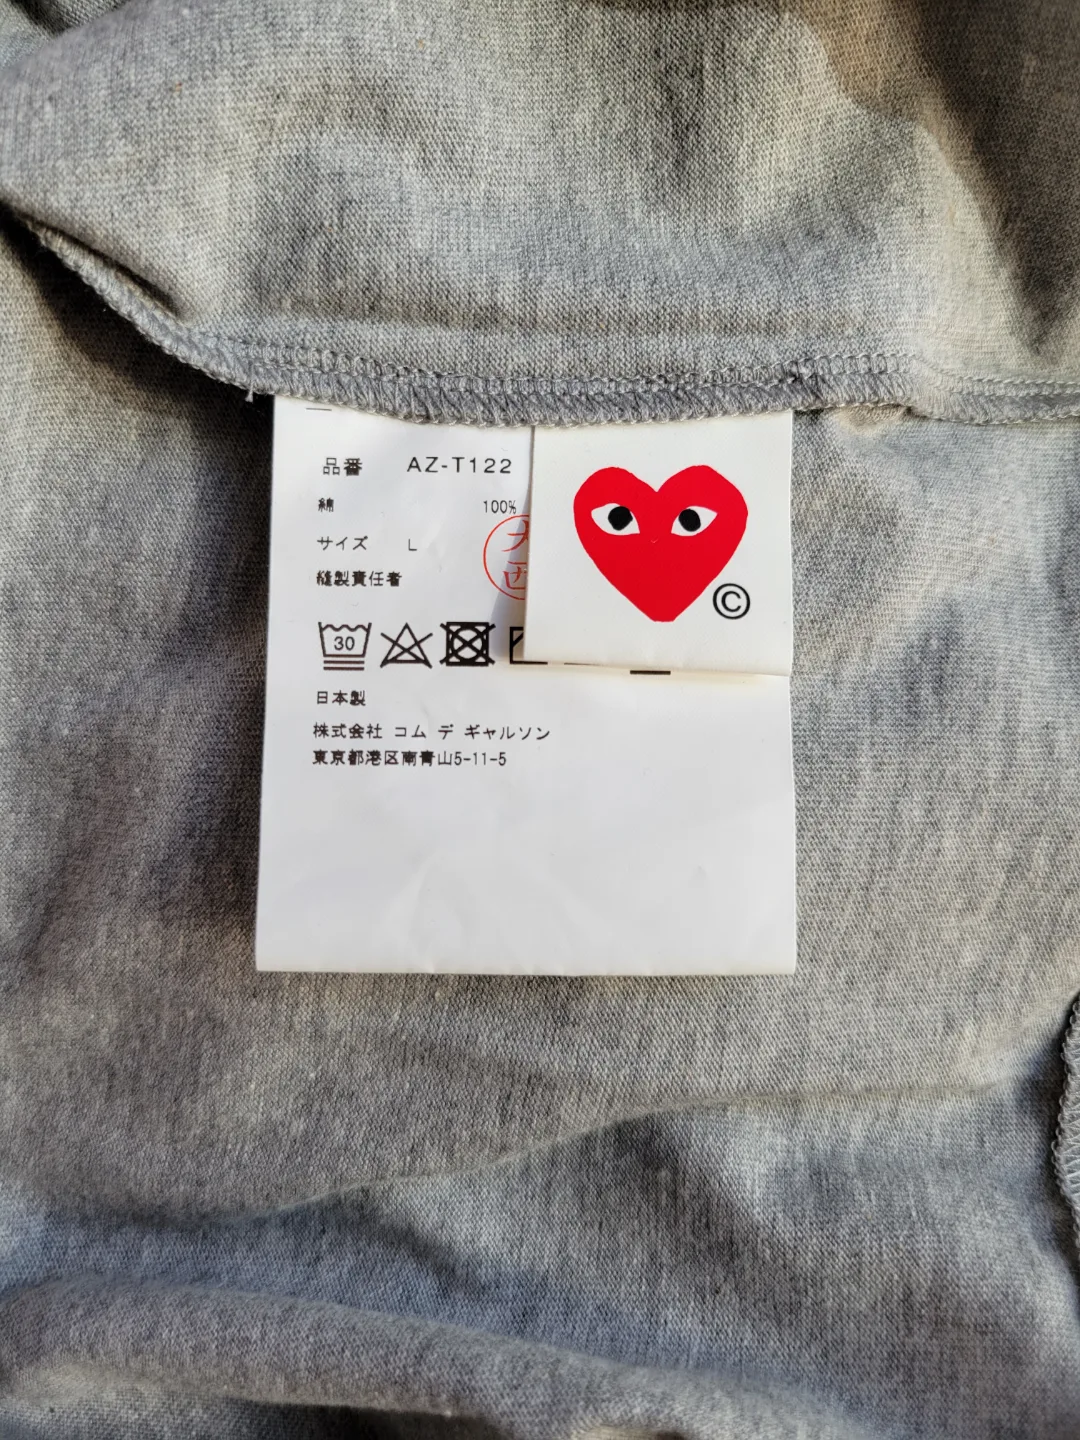 品番 AZ-T122
綿 100%
サイズ L
縫製責任者
30
日本製
株式会社 コム デ ギャルソン
東京都港区南青山5-11-5
©